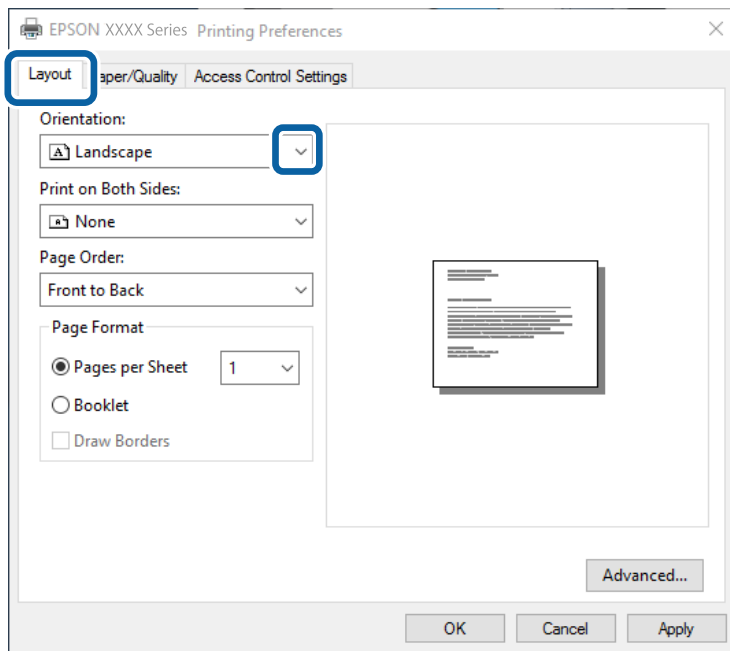 EPSON XXXX Series Printing Preferences
Layout aper/Quality Access Control Settings
Orientation:
A Landscape
Print on Both Sides:
None
Page Order:
Front to Back
Page Format
Pages per Sheet 1
Booklet
Draw Borders
Advanced...
OK Cancel Apply